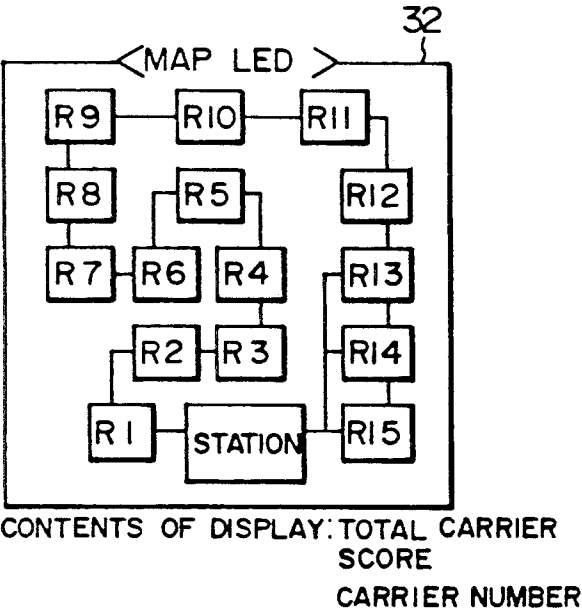 32
MAP LED
R9 R10 R11
R8 R5 R12
R7 R6 R4 R13
R2 R3 R14
R1 STATION R15
CONTENTS OF DISPLAY: TOTAL CARRIER
SCORE
CARRIER NUMBER